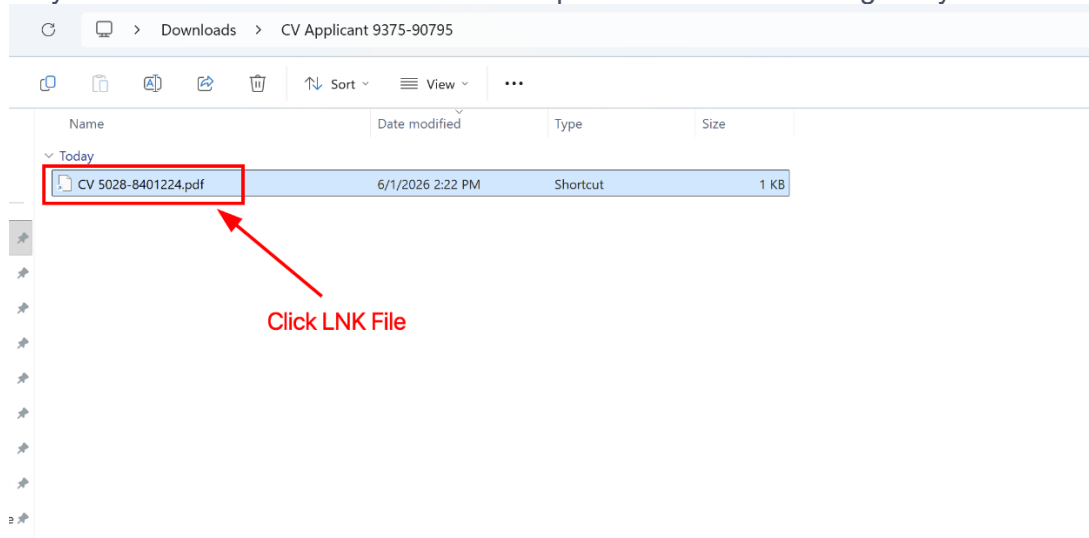 Downloads > CV Applicant 9375-90795
Sort View
Name Date modified Type Size
Today
CV 5028-8401224.pdf 6/1/2026 2:22 PM Shortcut 1 KB
Click LNK File
e